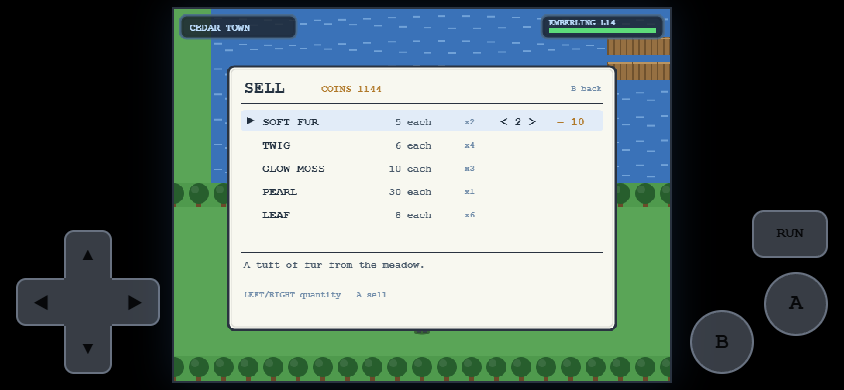 CEDAR TOWN
EMBERLING L14
SELL COINS 1144 B back
▶ SOFT FUR 5 each x2 < 2 > = 10
TWIG 6 each x4
GLOW MOSS 10 each x3
PEARL 30 each x1
LEAF 8 each x6
A tuft of fur from the meadow.
LEFT/RIGHT quantity A sell
RUN
A
B